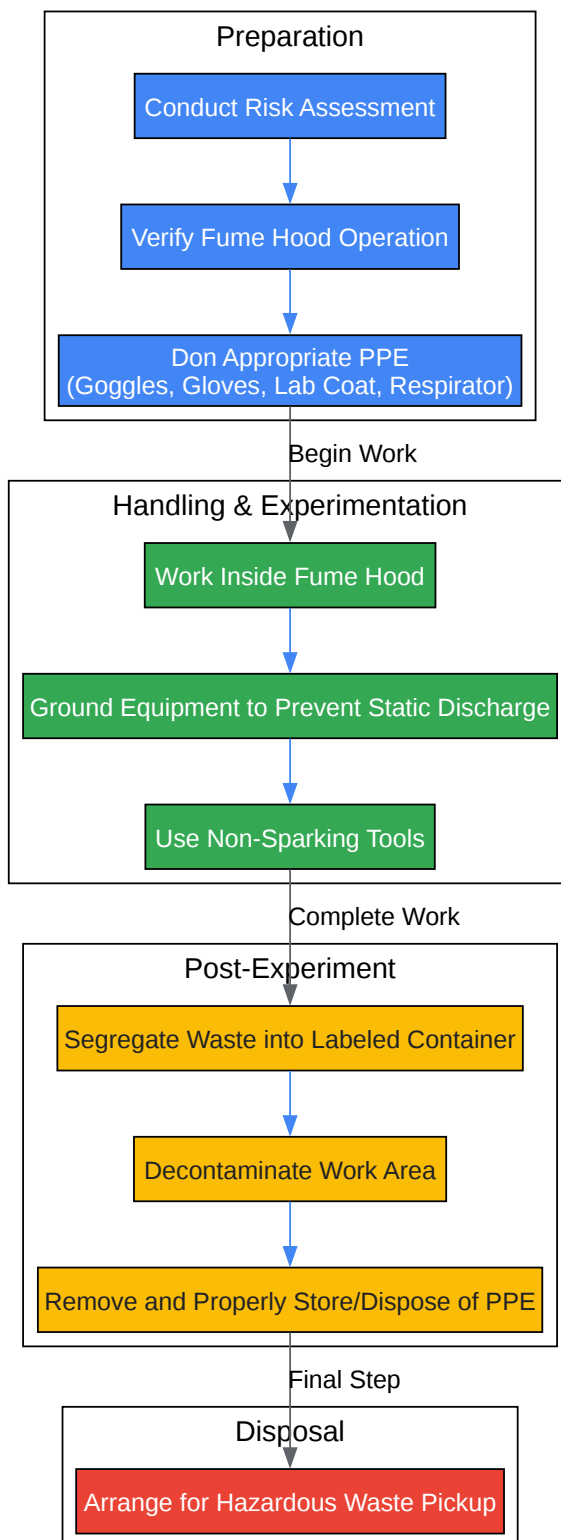 Preparation
Conduct Risk Assessment
Verify Fume Hood Operation
Don Appropriate PPE
(Goggles, Gloves, Lab Coat, Respirator)
Begin Work
Handling & Experimentation
Work Inside Fume Hood
Ground Equipment to Prevent Static Discharge
Use Non-Sparking Tools
Complete Work
Post-Experiment
Segregate Waste into Labeled Container
Decontaminate Work Area
Remove and Properly Store/Dispose of PPE
Final Step
Disposal
Arrange for Hazardous Waste Pickup